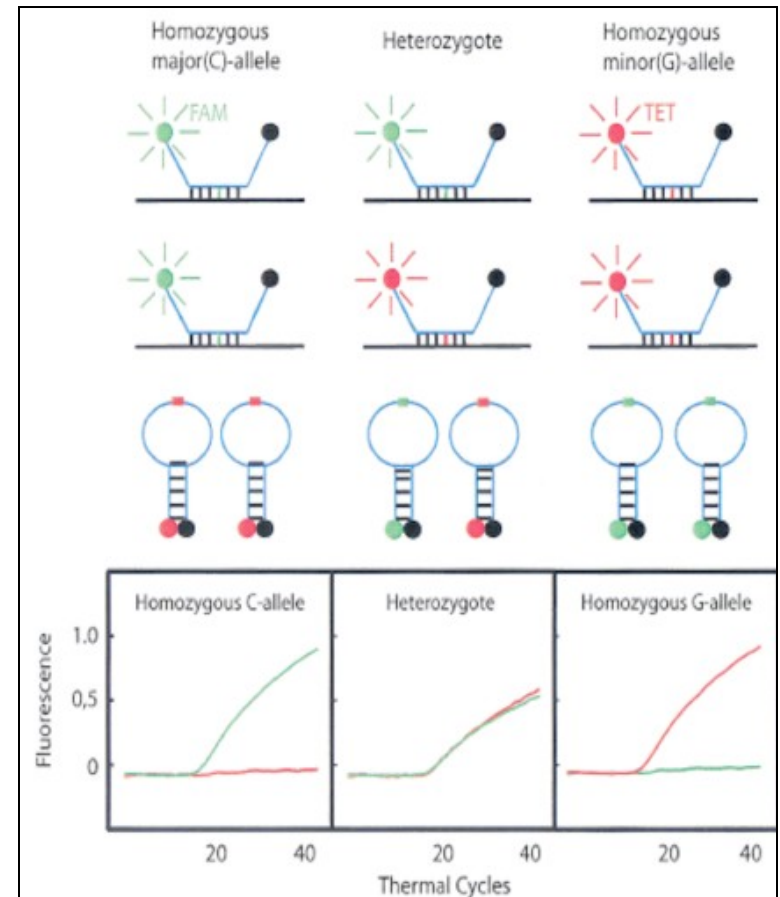 Homozygous
major(C)-allele
Heterozygote
Homozygous
minor(G)-allele
FAM
TET
Homozygous C-allele
Heterozygote
Homozygous G-allele
Fluorescence
1.0
0,5
0
20
40
20
40
20
40
Thermal Cycles